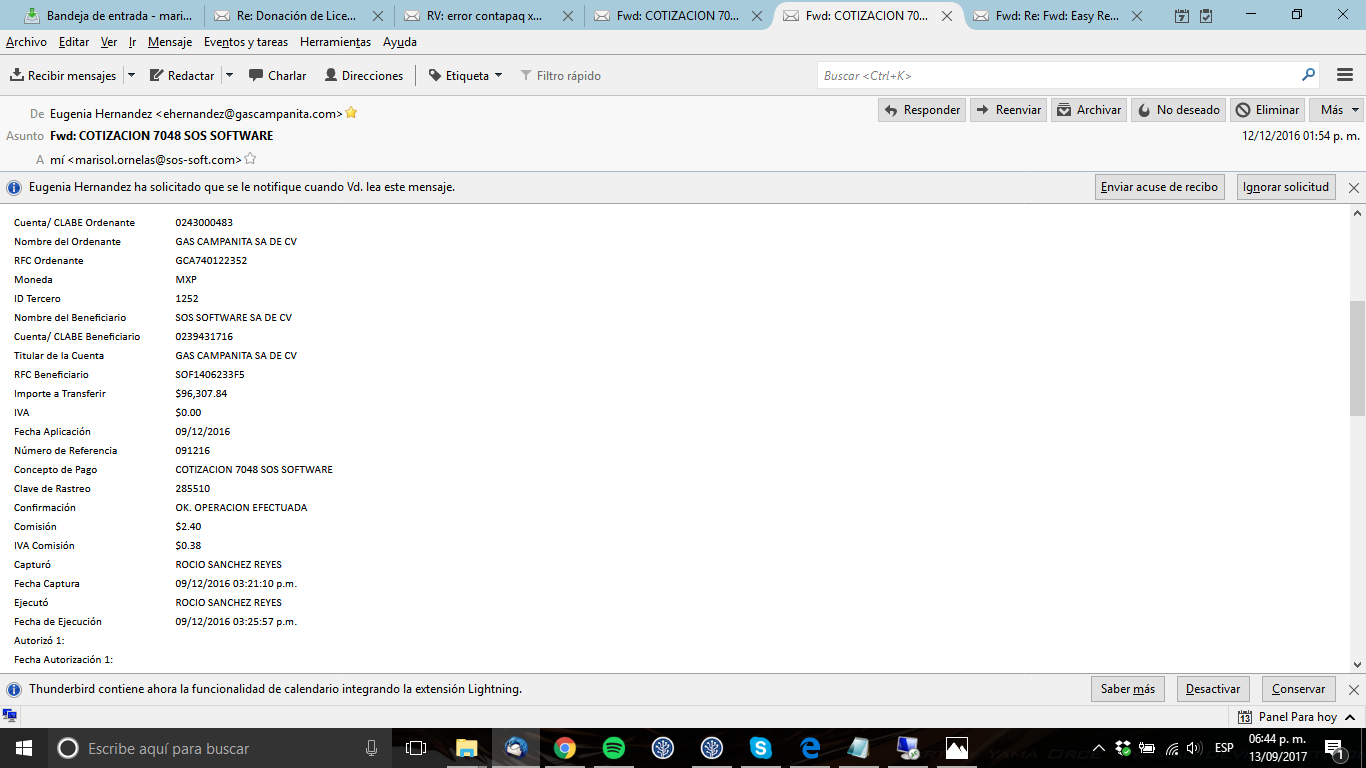 Bandeja de entrada - mari...
Re: Donación de Lice...
RV: error contapaq x...
Fwd: COTIZACION 70...
Fwd: COTIZACION 70...
Fwd: Re: Fwd: Easy Re...
Archivo Editar Ver Ir Mensaje Eventos y tareas Herramientas Ayuda
Recibir mensajes Redactar Charlar Direcciones Etiqueta Filtro rápido Buscar <Ctrl+K>
De Eugenia Hernandez <ehernandez@gascampanita.com> Responder Reenviar Archivar No deseado Eliminar Más
Asunto Fwd: COTIZACION 7048 SOS SOFTWARE 12/12/2016 01:54 p. m.
A mí <marisol.ornelas@sos-soft.com>
Eugenia Hernandez ha solicitado que se le notifique cuando Vd. lea este mensaje. Enviar acuse de recibo Ignorar solicitud
Cuenta/ CLABE Ordenante 0243000483
Nombre del Ordenante GAS CAMPANITA SA DE CV
RFC Ordenante GCA740122352
Moneda MXP
ID Tercero 1252
Nombre del Beneficiario SOS SOFTWARE SA DE CV
Cuenta/ CLABE Beneficiario 0239431716
Titular de la Cuenta GAS CAMPANITA SA DE CV
RFC Beneficiario SOF1406233F5
Importe a Transferir $96,307.84
IVA $0.00
Fecha Aplicación 09/12/2016
Número de Referencia 091216
Concepto de Pago COTIZACION 7048 SOS SOFTWARE
Clave de Rastreo 285510
Confirmación OK. OPERACION EFECTUADA
Comisión $2.40
IVA Comisión $0.38
Capturó ROCIO SANCHEZ REYES
Fecha Captura 09/12/2016 03:21:10 p.m.
Ejecutó ROCIO SANCHEZ REYES
Fecha de Ejecución 09/12/2016 03:25:57 p.m.
Autorizó 1:
Fecha Autorización 1:
Thunderbird contiene ahora la funcionalidad de calendario integrando la extensión Lightning. Saber más Desactivar Conservar
13 Panel Para hoy
Escribe aquí para buscar ESP 06:44 p. m.
13/09/2017 1